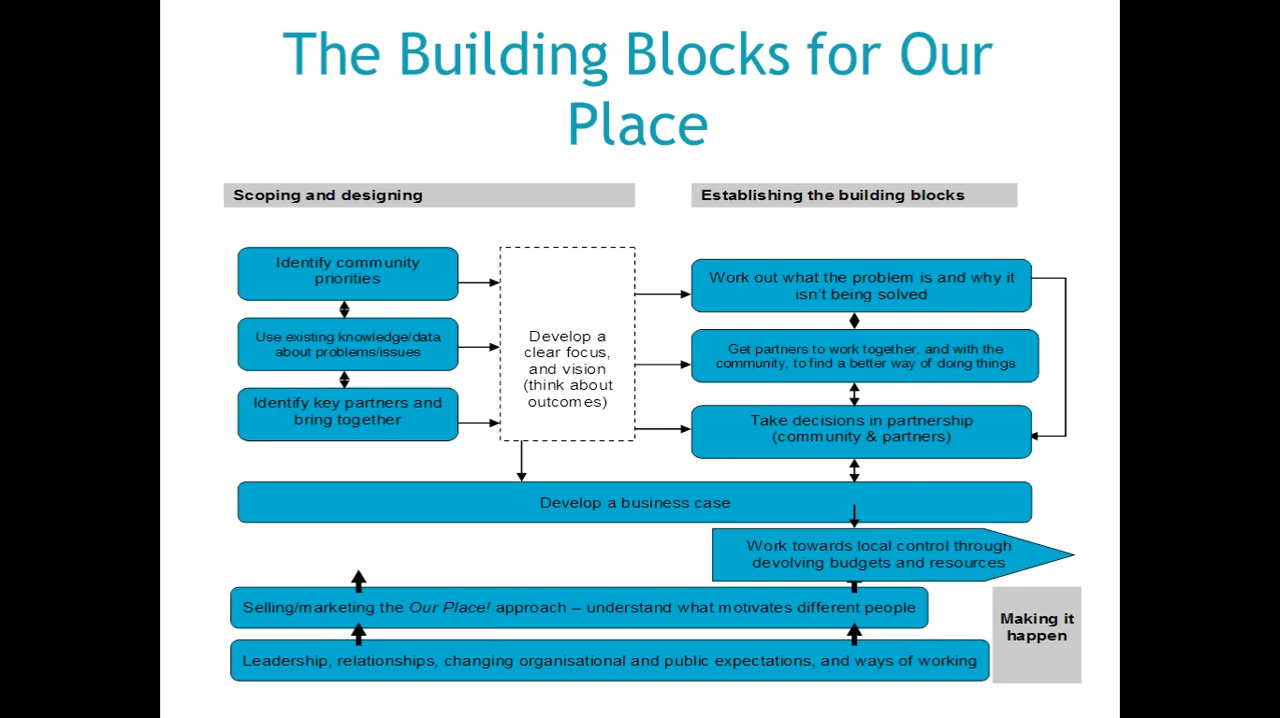 The Building Blocks for Our
Place
Scoping and designing
Establishing the building blocks
Identify community
priorities
Use existing knowledge/data
about problems/issues
Identify key partners and
bring together
Develop a
clear focus,
and vision
(think about
outcomes)
Work out what the problem is and why it
isn't being solved
Get partners to work together, and with the
community, to find a better way of doing things
Take decisions in partnership
(community & partners)
Develop a business case
Work towards local control through
devolving budgets and resources
Selling/marketing the Our Place! approach – understand what motivates different people
Leadership, relationships, changing organisational and public expectations, and ways of working
Making it
happen